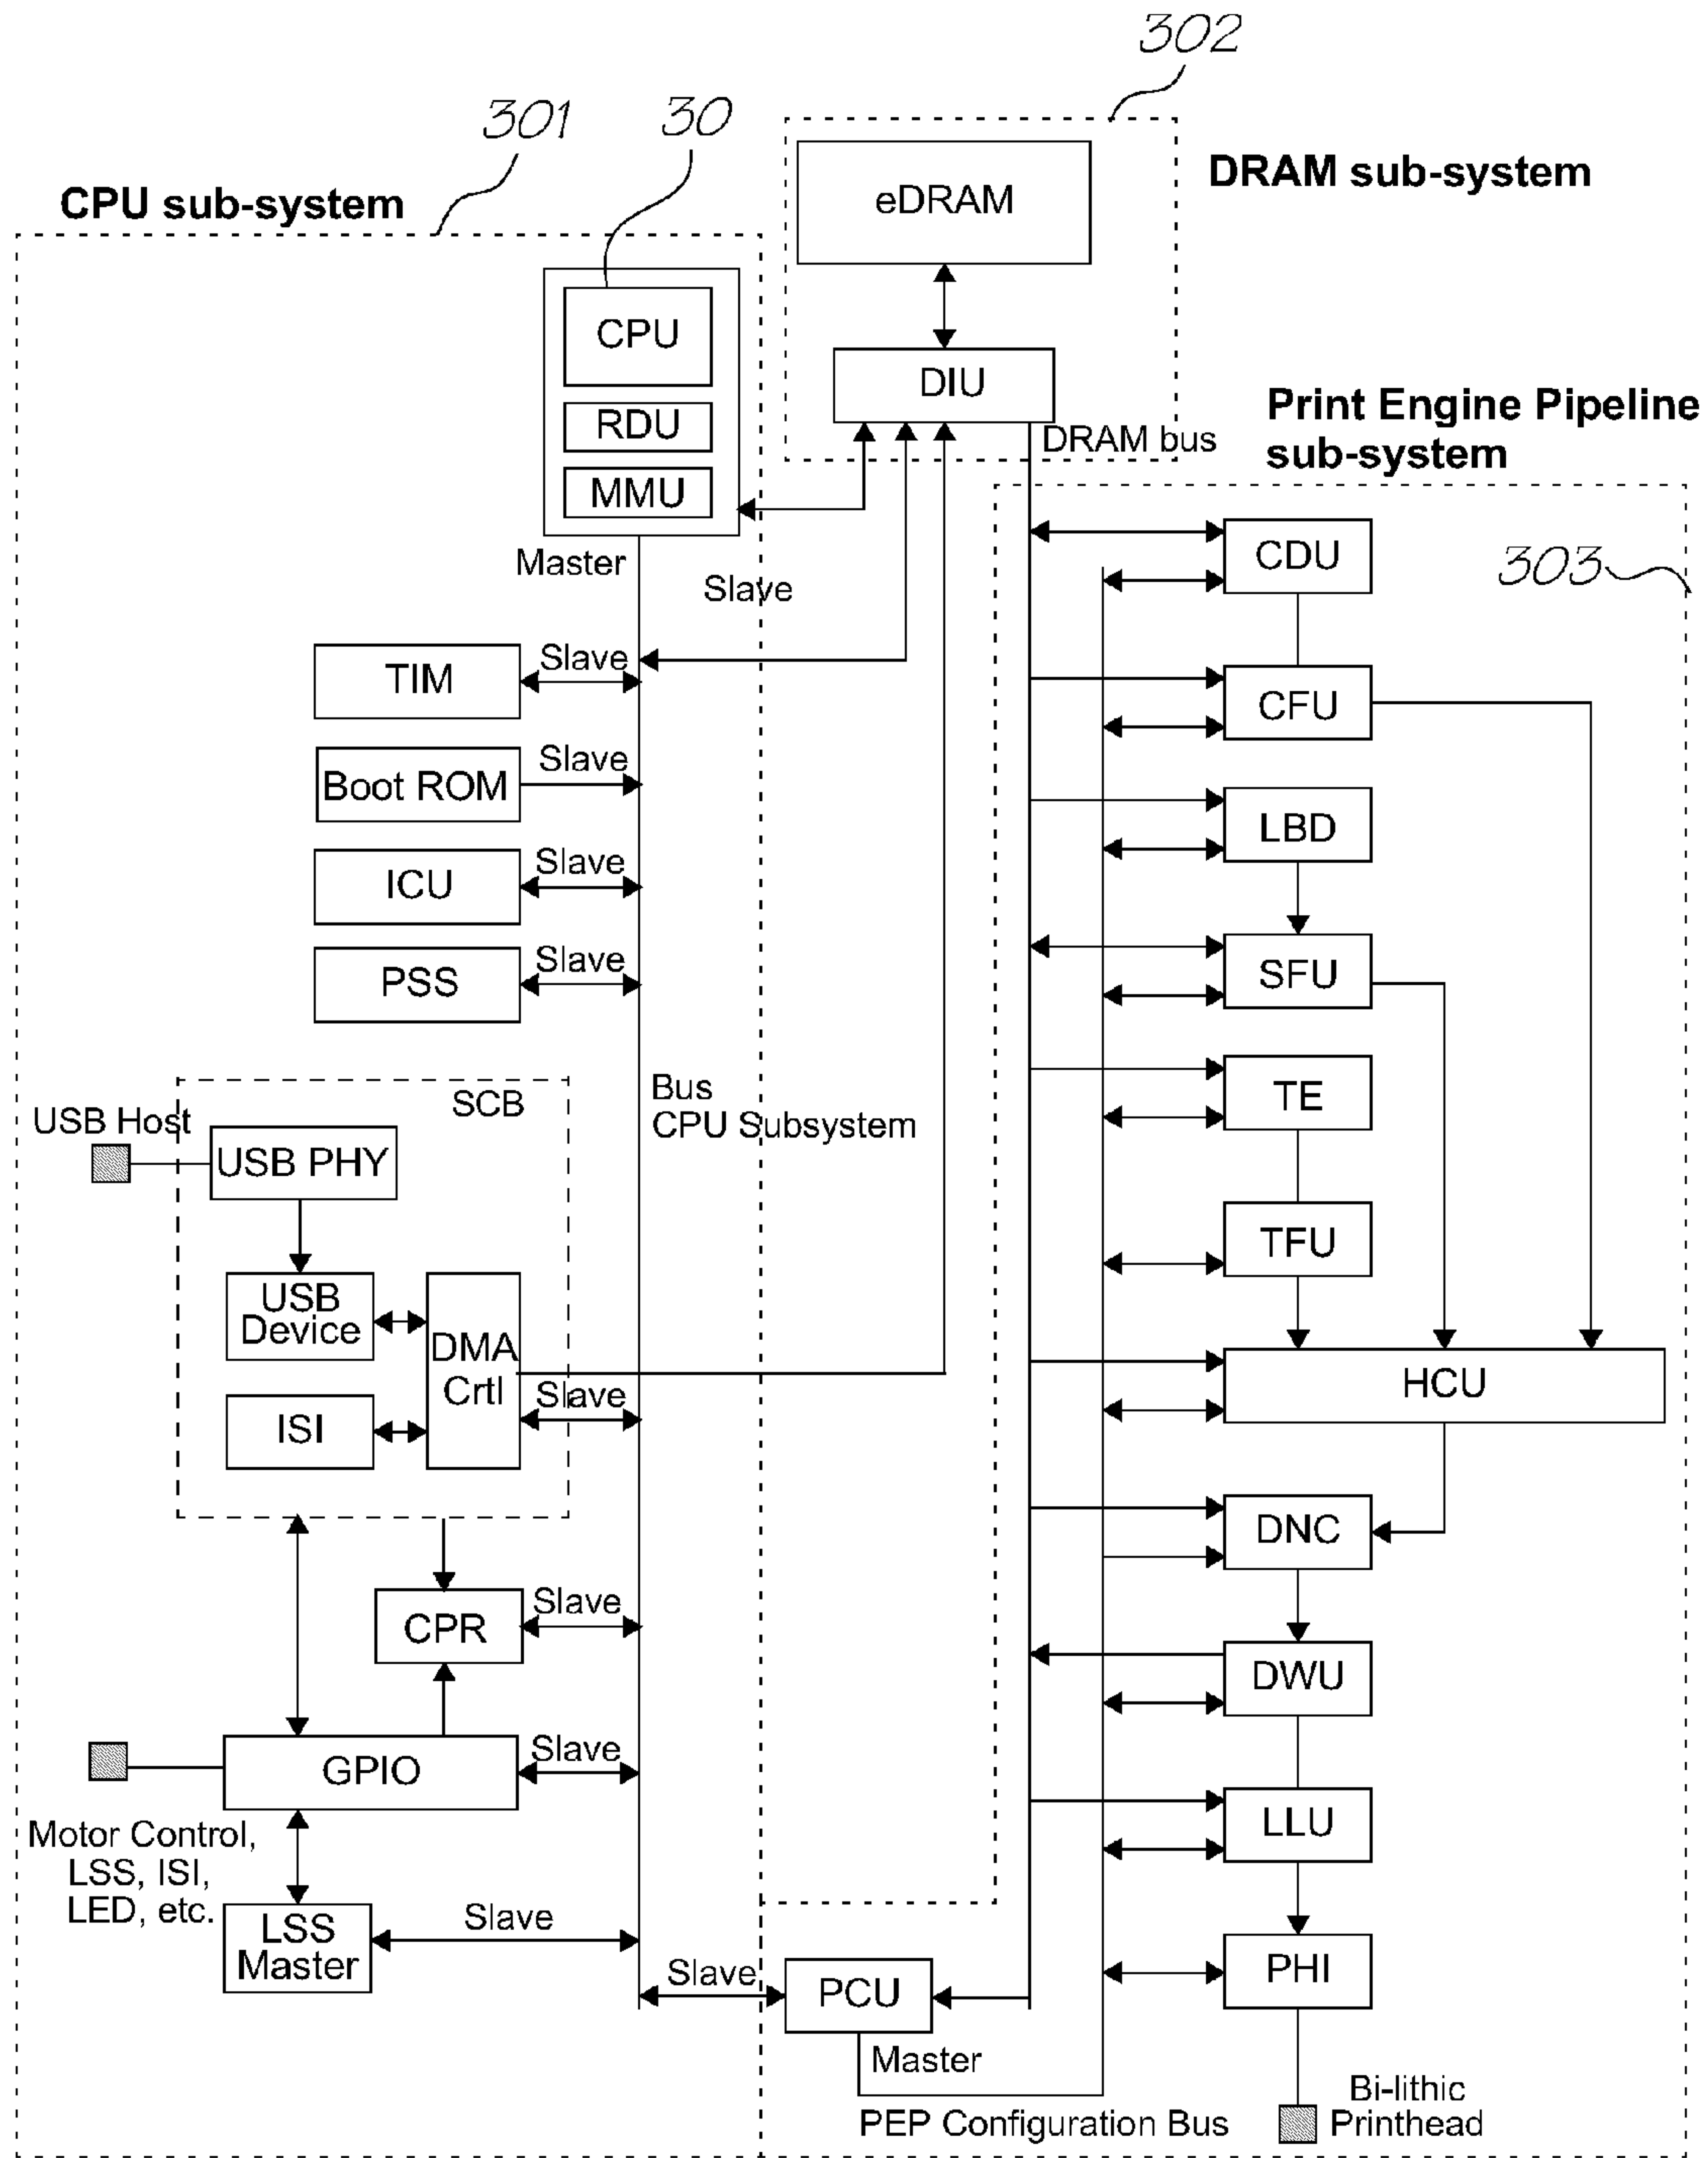 302
301
30
DRAM sub-system
CPU sub-system
eDRAM
CPU
DIU
RDU
DRAM bus
MMU
Print Engine Pipeline
sub-system
Master
Slave
303
CDU
TIM
Slave
CFU
Boot ROM
Slave
LBD
ICU
Slave
PSS
Slave
SFU
Bus
CPU Subsystem
SCB
USB Host
USB PHY
TE
USB
Device
TFU
DMA
Crtl
Slave
ISI
HCU
DNC
CPR
Slave
DWU
GPIO
Slave
Motor Control,
LSS, ISI,
LED, etc.
LLU
LSS
Master
Slave
Slave
PCU
PHI
Master
PEP Configuration Bus
Bi-lithic
Printhead